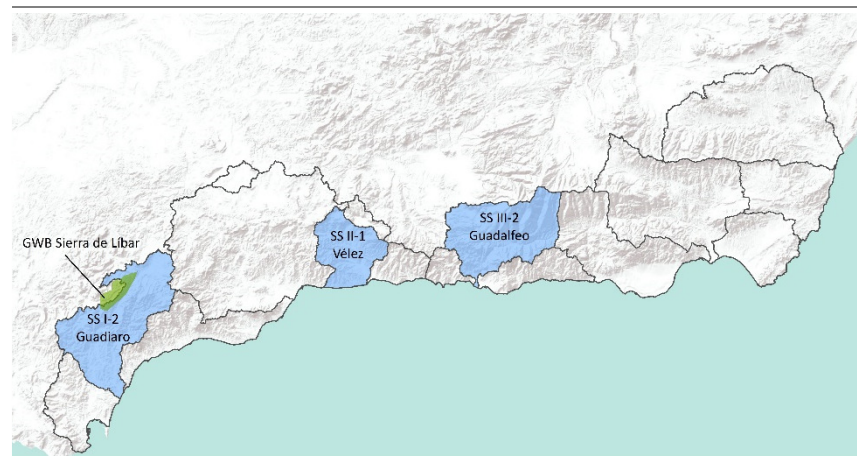 GWB Sierra de Líbar
SS I-2
Guadiaro
SS II-1
Vélez
SS III-2
Guadalfeo